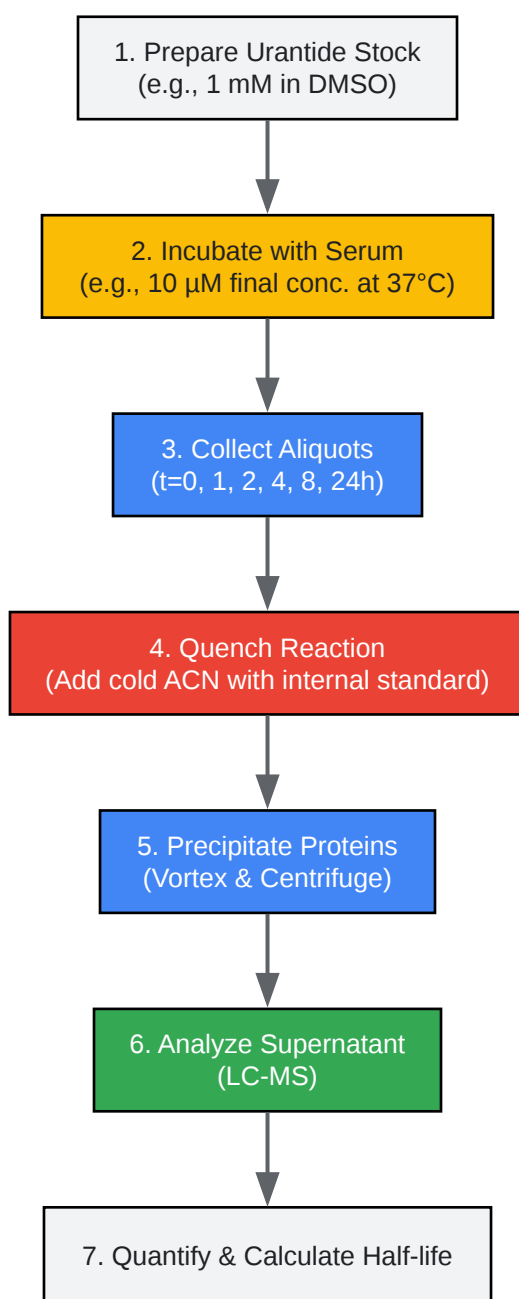 1. Prepare Urantide Stock
(e.g., 1 mM in DMSO)
2. Incubate with Serum
(e.g., 10 µM final conc. at 37°C)
3. Collect Aliquots
(t=0, 1, 2, 4, 8, 24h)
4. Quench Reaction
(Add cold ACN with internal standard)
5. Precipitate Proteins
(Vortex & Centrifuge)
6. Analyze Supernatant
(LC-MS)
7. Quantify & Calculate Half-life